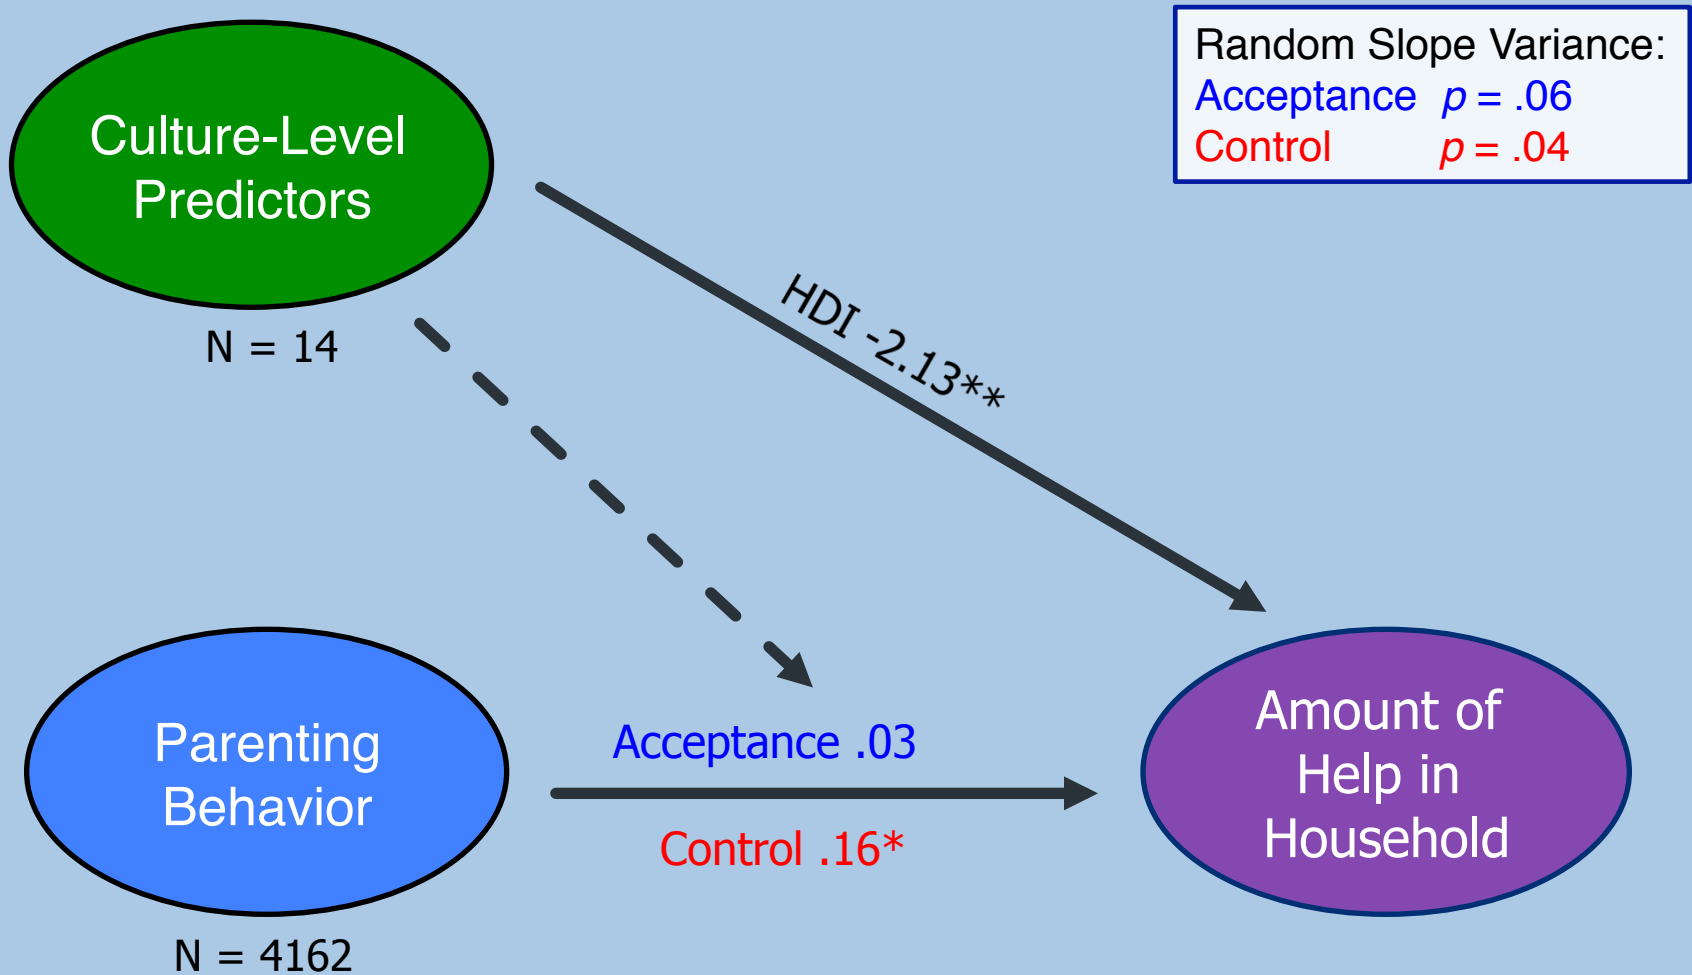 Random Slope Variance:
Acceptance p = .06
Control p = .04
Culture-Level
Predictors
N = 14
HDI -2.13**
Acceptance .03
Control .16*
Parenting
Behavior
N = 4162
Amount of
Help in
Household